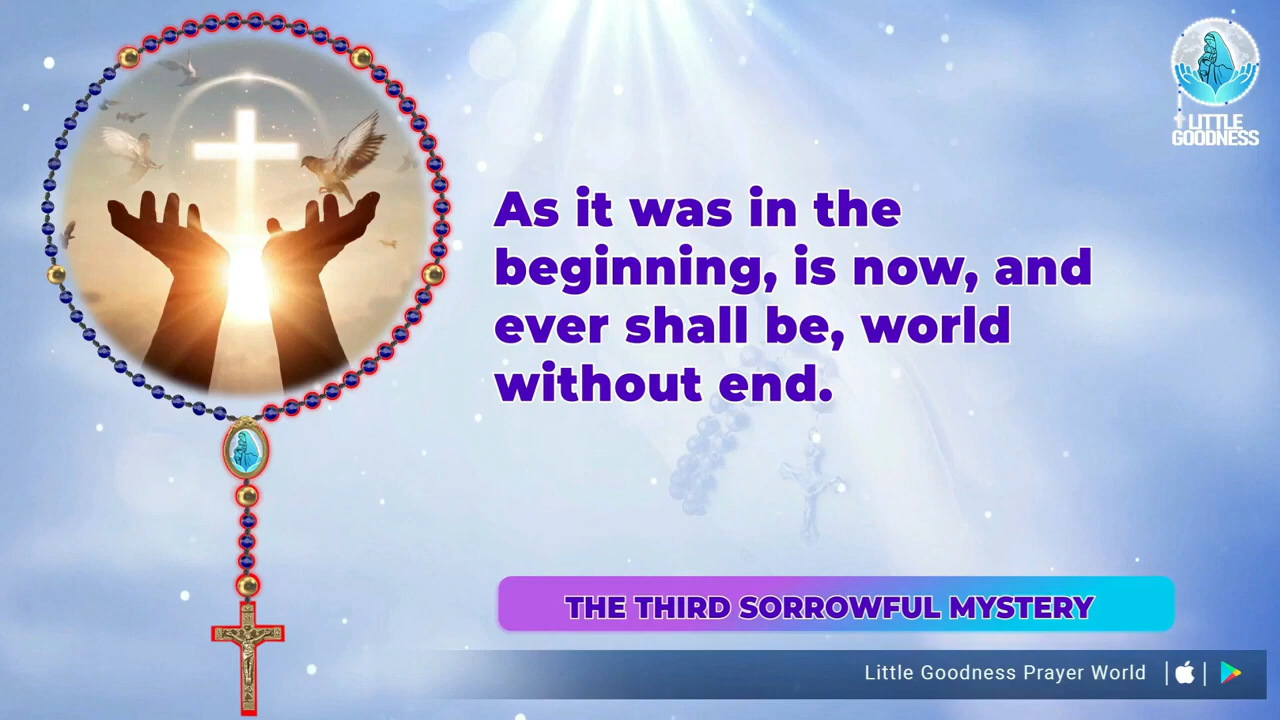 LITTLE
GOODNESS
As it was in the
beginning, is now, and
ever shall be, world
without end.
THE THIRD SORROWFUL MYSTERY
Little Goodness Prayer World